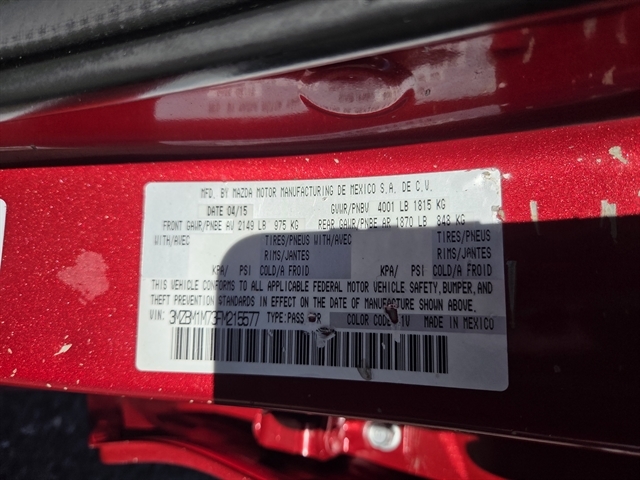 MFD. BY MAZDA MOTOR MANUFACTURING DE MEXICO S.A. DE C.V.
DATE 04/15 GVWR/PNBV 4001 LB 1815 KG
FRONT GAWR/PNBE AV 2149 LB 975 KG REAR GAWR/PNBE AR 1870 LB 848 KG
WITH/AVEC TIRES/PNEUS WITH/AVEC TIRES/PNEUS
RIMS/JANTES RIMS/JANTES
KPA/ PSI COLD/A FROID KPA/ PSI COLD/A FROID
THIS VEHICLE CONFORMS TO ALL APPLICABLE FEDERAL MOTOR VEHICLE SAFETY, BUMPER, AND
THEFT PREVENTION STANDARDS IN EFFECT ON THE DATE OF MANUFACTURE SHOWN ABOVE.
VIN: 3MZBM1M73FM215577 TYPE:PASS COLOR CODE: MADE IN MEXICO